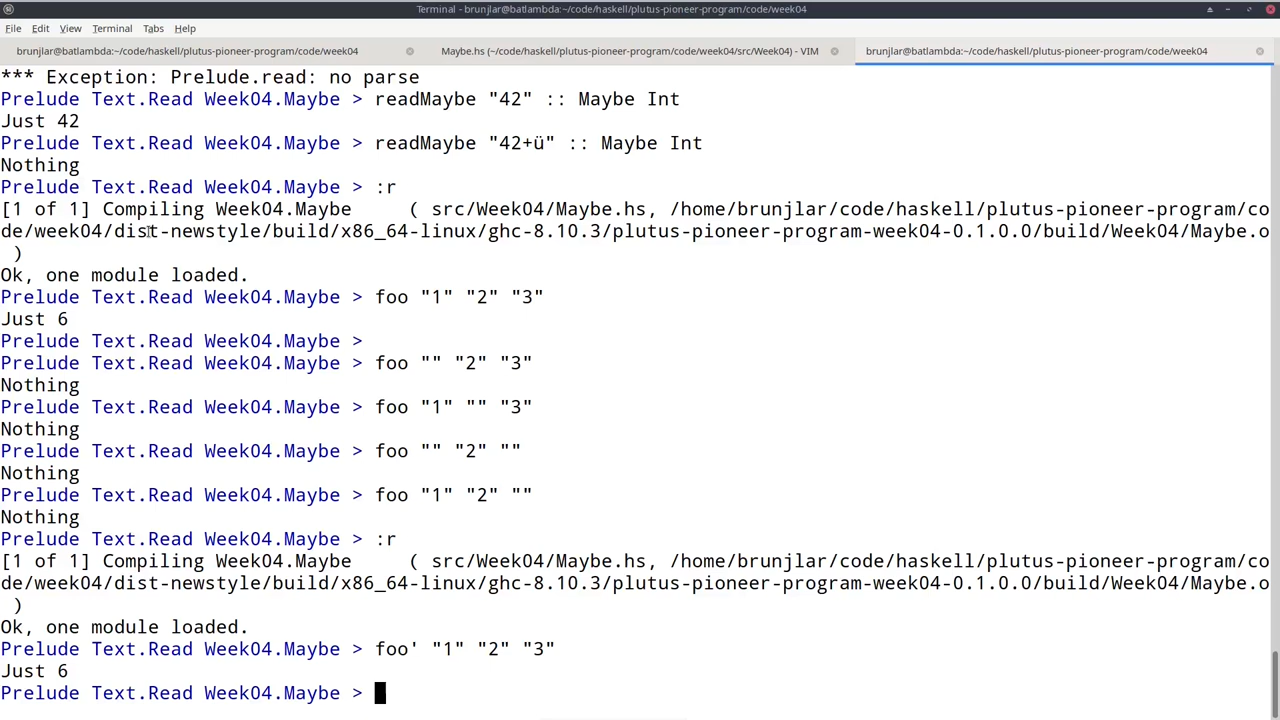 Terminal - brunjlar@batlambda:~/code/haskell/plutus-pioneer-program/code/week04
File Edit View Terminal Tabs Help
brunjlar@batlambda:~/code/haskell/plutus-pioneer-program/code/week04 Maybe.hs (~/code/haskell/plutus-pioneer-program/code/week04/src/Week04) - VIM brunjlar@batlambda:~/code/haskell/plutus-pioneer-program/code/week04
*** Exception: Prelude.read: no parse
Prelude Text.Read Week04.Maybe > readMaybe "42" :: Maybe Int
Just 42
Prelude Text.Read Week04.Maybe > readMaybe "42+ü" :: Maybe Int
Nothing
Prelude Text.Read Week04.Maybe > :r
[1 of 1] Compiling Week04.Maybe     ( src/Week04/Maybe.hs, /home/brunjlar/code/haskell/plutus-pioneer-program/co
de/week04/dist-newstyle/build/x86_64-linux/ghc-8.10.3/plutus-pioneer-program-week04-0.1.0.0/build/Week04/Maybe.o
 )
Ok, one module loaded.
Prelude Text.Read Week04.Maybe > foo "1" "2" "3"
Just 6
Prelude Text.Read Week04.Maybe >
Prelude Text.Read Week04.Maybe > foo "" "2" "3"
Nothing
Prelude Text.Read Week04.Maybe > foo "1" "" "3"
Nothing
Prelude Text.Read Week04.Maybe > foo "" "2" ""
Nothing
Prelude Text.Read Week04.Maybe > foo "1" "2" ""
Nothing
Prelude Text.Read Week04.Maybe > :r
[1 of 1] Compiling Week04.Maybe     ( src/Week04/Maybe.hs, /home/brunjlar/code/haskell/plutus-pioneer-program/co
de/week04/dist-newstyle/build/x86_64-linux/ghc-8.10.3/plutus-pioneer-program-week04-0.1.0.0/build/Week04/Maybe.o
 )
Ok, one module loaded.
Prelude Text.Read Week04.Maybe > foo' "1" "2" "3"
Just 6
Prelude Text.Read Week04.Maybe >